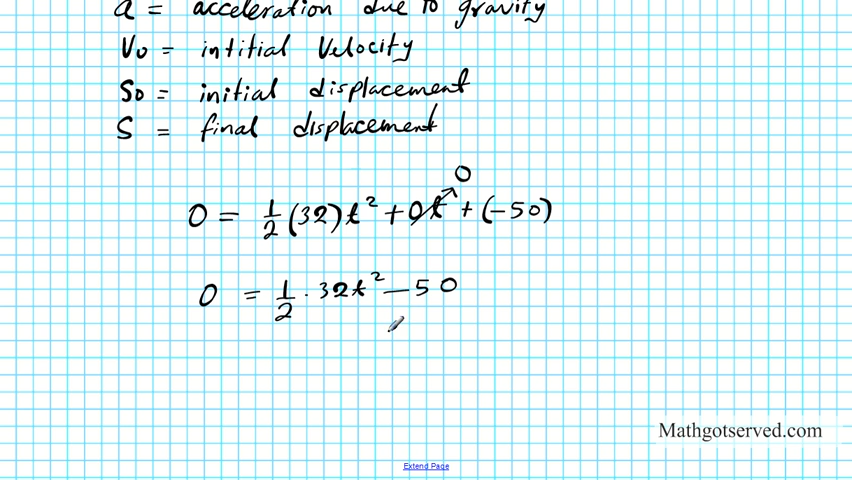 a = acceleration due to gravity
Vo = intitial Velocity
So = initial displacement
S = final displacement
0
0 = 1/2 (32)t² + 0t + (-50)
0 = 1/2 · 32t² - 50
Mathgotserved.com
Extend Page